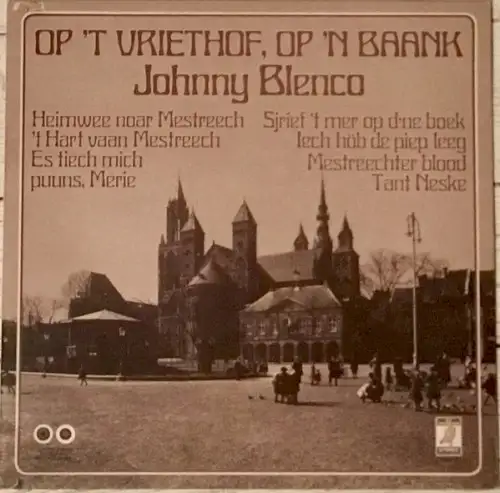 OP 'T VRIETHOF, OP 'N BAANK
Johnny Blenco
Heimwee naar Mestreech
't Hart vaan Mestreech
Es tiech mich
puuns, Merie
Sjrief 't mer op d'ne boek
Iech höb de piep leeg
Mestreechter blood
Tant Neske